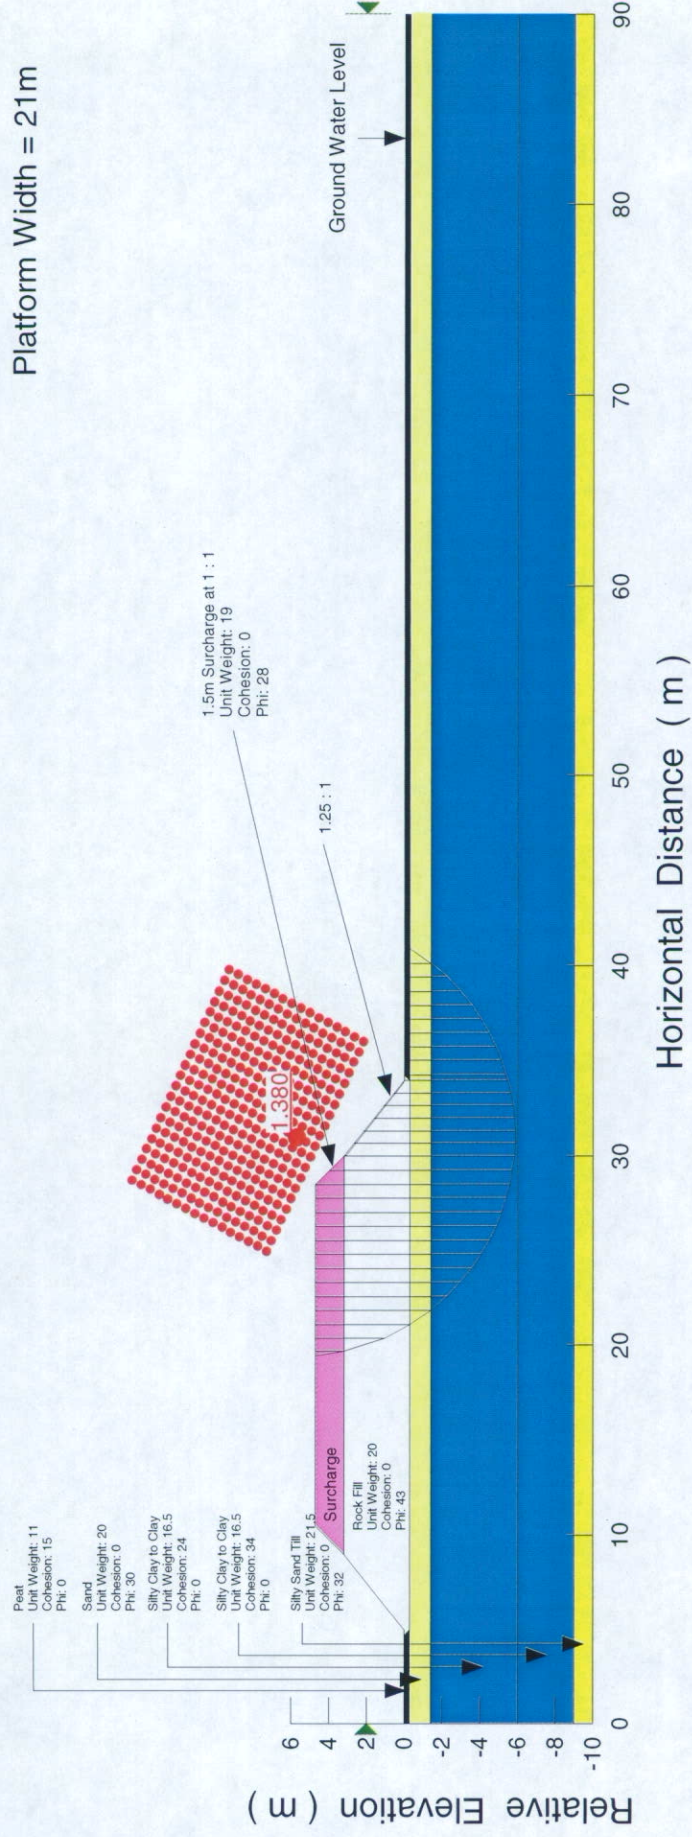 Platform Width = 21m
Peat
Unit Weight: 11
Cohesion: 15
Phi: 0
Sand
Unit Weight: 20
Cohesion: 0
Phi: 30
Silty Clay to Clay
Unit Weight: 16.5
Cohesion: 24
Phi: 0
Silty Clay to Clay
Unit Weight: 16.5
Cohesion: 34
Phi: 0
Silty Sand Till
Unit Weight: 21.5
Cohesion: 0
Phi: 32
Surcharge
Rock Fill
Unit Weight: 20
Cohesion: 0
Phi: 43
1.380
1.5m Surcharge at 1 : 1
Unit Weight: 19
Cohesion: 0
Phi: 28
1.25 : 1
Ground Water Level
Relative Elevation ( m )
6
4
2
0
-2
-4
-6
-8
-10
0
10
20
30
40
50
60
70
80
90
Horizontal Distance ( m )